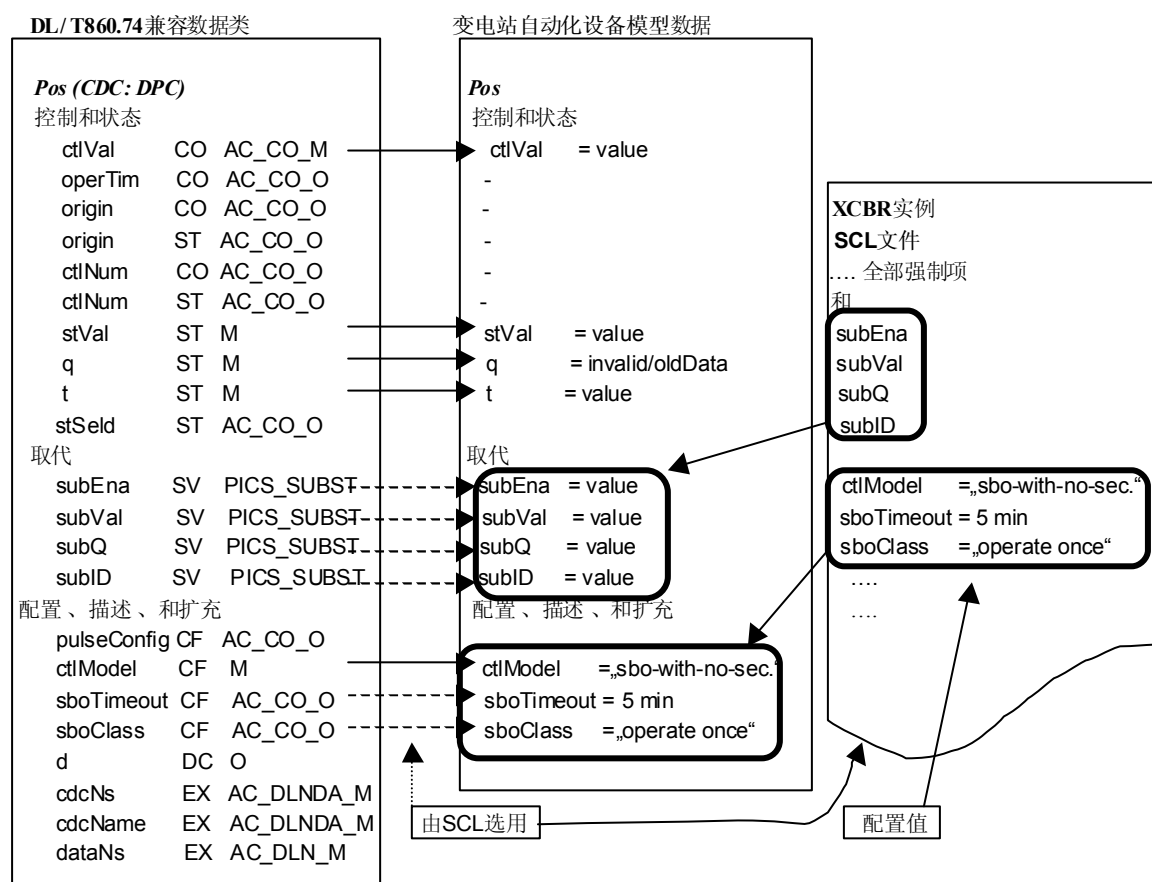 DL/T860.74兼容数据类
Pos (CDC: DPC)
控制和状态
ctlVal CO AC_CO_M
operTim CO AC_CO_O
origin CO AC_CO_O
origin ST AC_CO_O
ctlNum CO AC_CO_O
ctlNum ST AC_CO_O
stVal ST M
q ST M
t ST M
stSeld ST AC_CO_O
取代
subEna SV PICS_SUBST
subVal SV PICS_SUBST
subQ SV PICS_SUBST
subID SV PICS_SUBST
配置、描述、和扩充
pulseConfig CF AC_CO_O
ctlModel CF M
sboTimeout CF AC_CO_O
sboClass CF AC_CO_O
d DC O
cdcNs EX AC_DLNDA_M
cdcName EX AC_DLNDA_M
dataNs EX AC_DLN_M
变电站自动化设备模型数据
Pos
控制和状态
ctlVal = value
-
-
-
-
-
stVal = value
q = invalid/oldData
t = value
取代
subEna = value
subVal = value
subQ = value
subID = value
配置、描述、和扩充
ctlModel =„sbo-with-no-sec.“
sboTimeout = 5 min
sboClass =„operate once“
由SCL选用
XCBR实例
SCL文件
.... 全部强制项
和
subEna
subVal
subQ
subID
ctlModel =„sbo-with-no-sec.“
sboTimeout = 5 min
sboClass =„operate once“
....
....
配置值